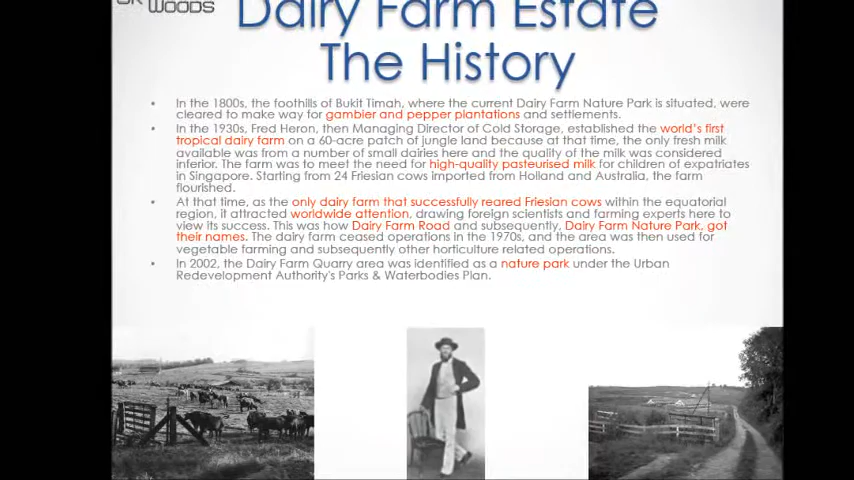 WOODS
Dairy Farm Estate
The History
• In the 1800s, the foothills of Bukit Timah, where the current Dairy Farm Nature Park is situated, were
cleared to make way for gambier and pepper plantations and settlements.
• In the 1930s, Fred Heron, then Managing Director of Cold Storage, established the world's first
tropical dairy farm on a 60-acre patch of jungle land because at that time, the only fresh milk
available was from a number of small dairies here and the quality of the milk was considered
inferior. The farm was to meet the need for high-quality pasteurised milk for children of expatriates
in Singapore. Starting from 24 Friesian cows imported from Holland and Australia, the farm
flourished.
• At that time, as the only dairy farm that successfully reared Friesian cows within the equatorial
region, it attracted worldwide attention, drawing foreign scientists and farming experts here to
view its success. This was how Dairy Farm Road and subsequently, Dairy Farm Nature Park, got
their names. The dairy farm ceased operations in the 1970s, and the area was then used for
vegetable farming and subsequently other horticulture related operations.
• In 2002, the Dairy Farm Quarry area was identified as a nature park under the Urban
Redevelopment Authority's Parks & Waterbodies Plan.